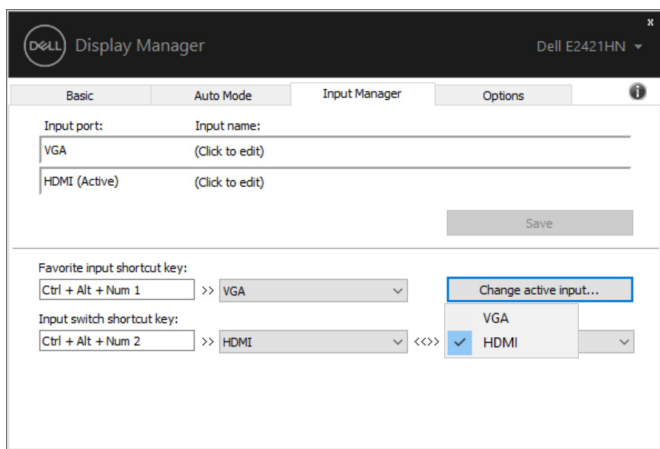 x
DELL Display Manager Dell E2421HN
Basic Auto Mode Input Manager Options i
Input port: Input name:
VGA (Click to edit)
HDMI (Active) (Click to edit)
Save
Favorite input shortcut key:
Ctrl + Alt + Num 1 >> VGA Change active input...
Input switch shortcut key:
VGA
Ctrl + Alt + Num 2 >> HDMI <<>> HDMI